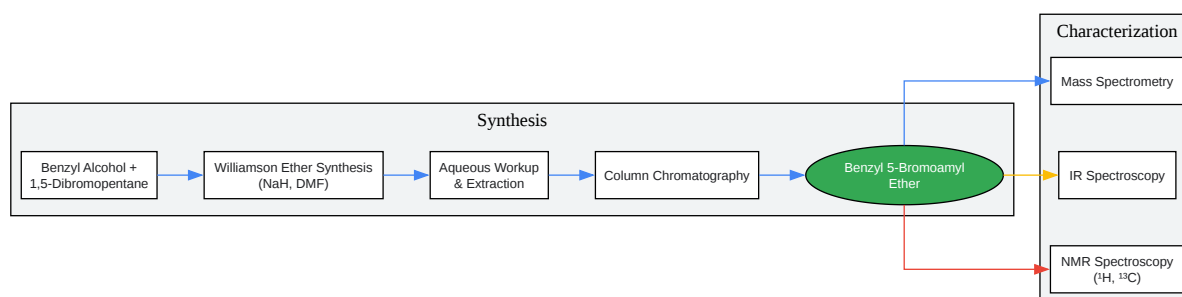 Characterization
Mass Spectrometry
Synthesis
Benzyl Alcohol +
1,5-Dibromopentane
Williamson Ether Synthesis
(NaH, DMF)
Aqueous Workup
& Extraction
Column Chromatography
Benzyl 5-Bromoamyl
Ether
IR Spectroscopy
NMR Spectroscopy
(¹H, ¹³C)